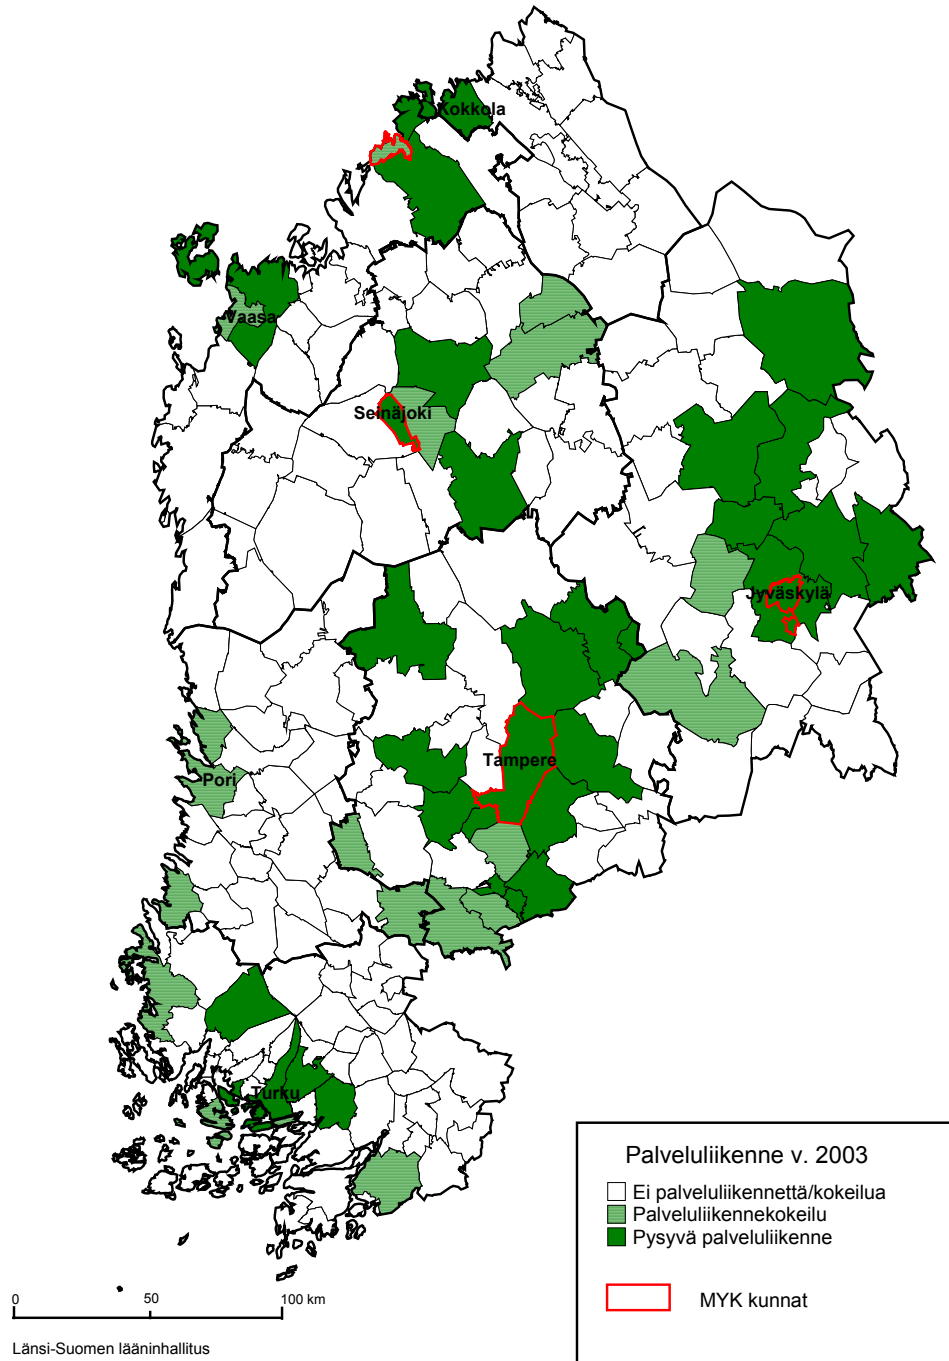 Kokkola
Vaasa
Seinäjoki
Jyväskylä
Tampere
Pori
Turku
Palveluliikenne v. 2003
Ei palveluliikennettä/kokeilua
Palveluliikennekokeilu
Pysyvä palveluliikenne
MYK kunnat
0 50 100 km
Länsi-Suomen lääninhallitus